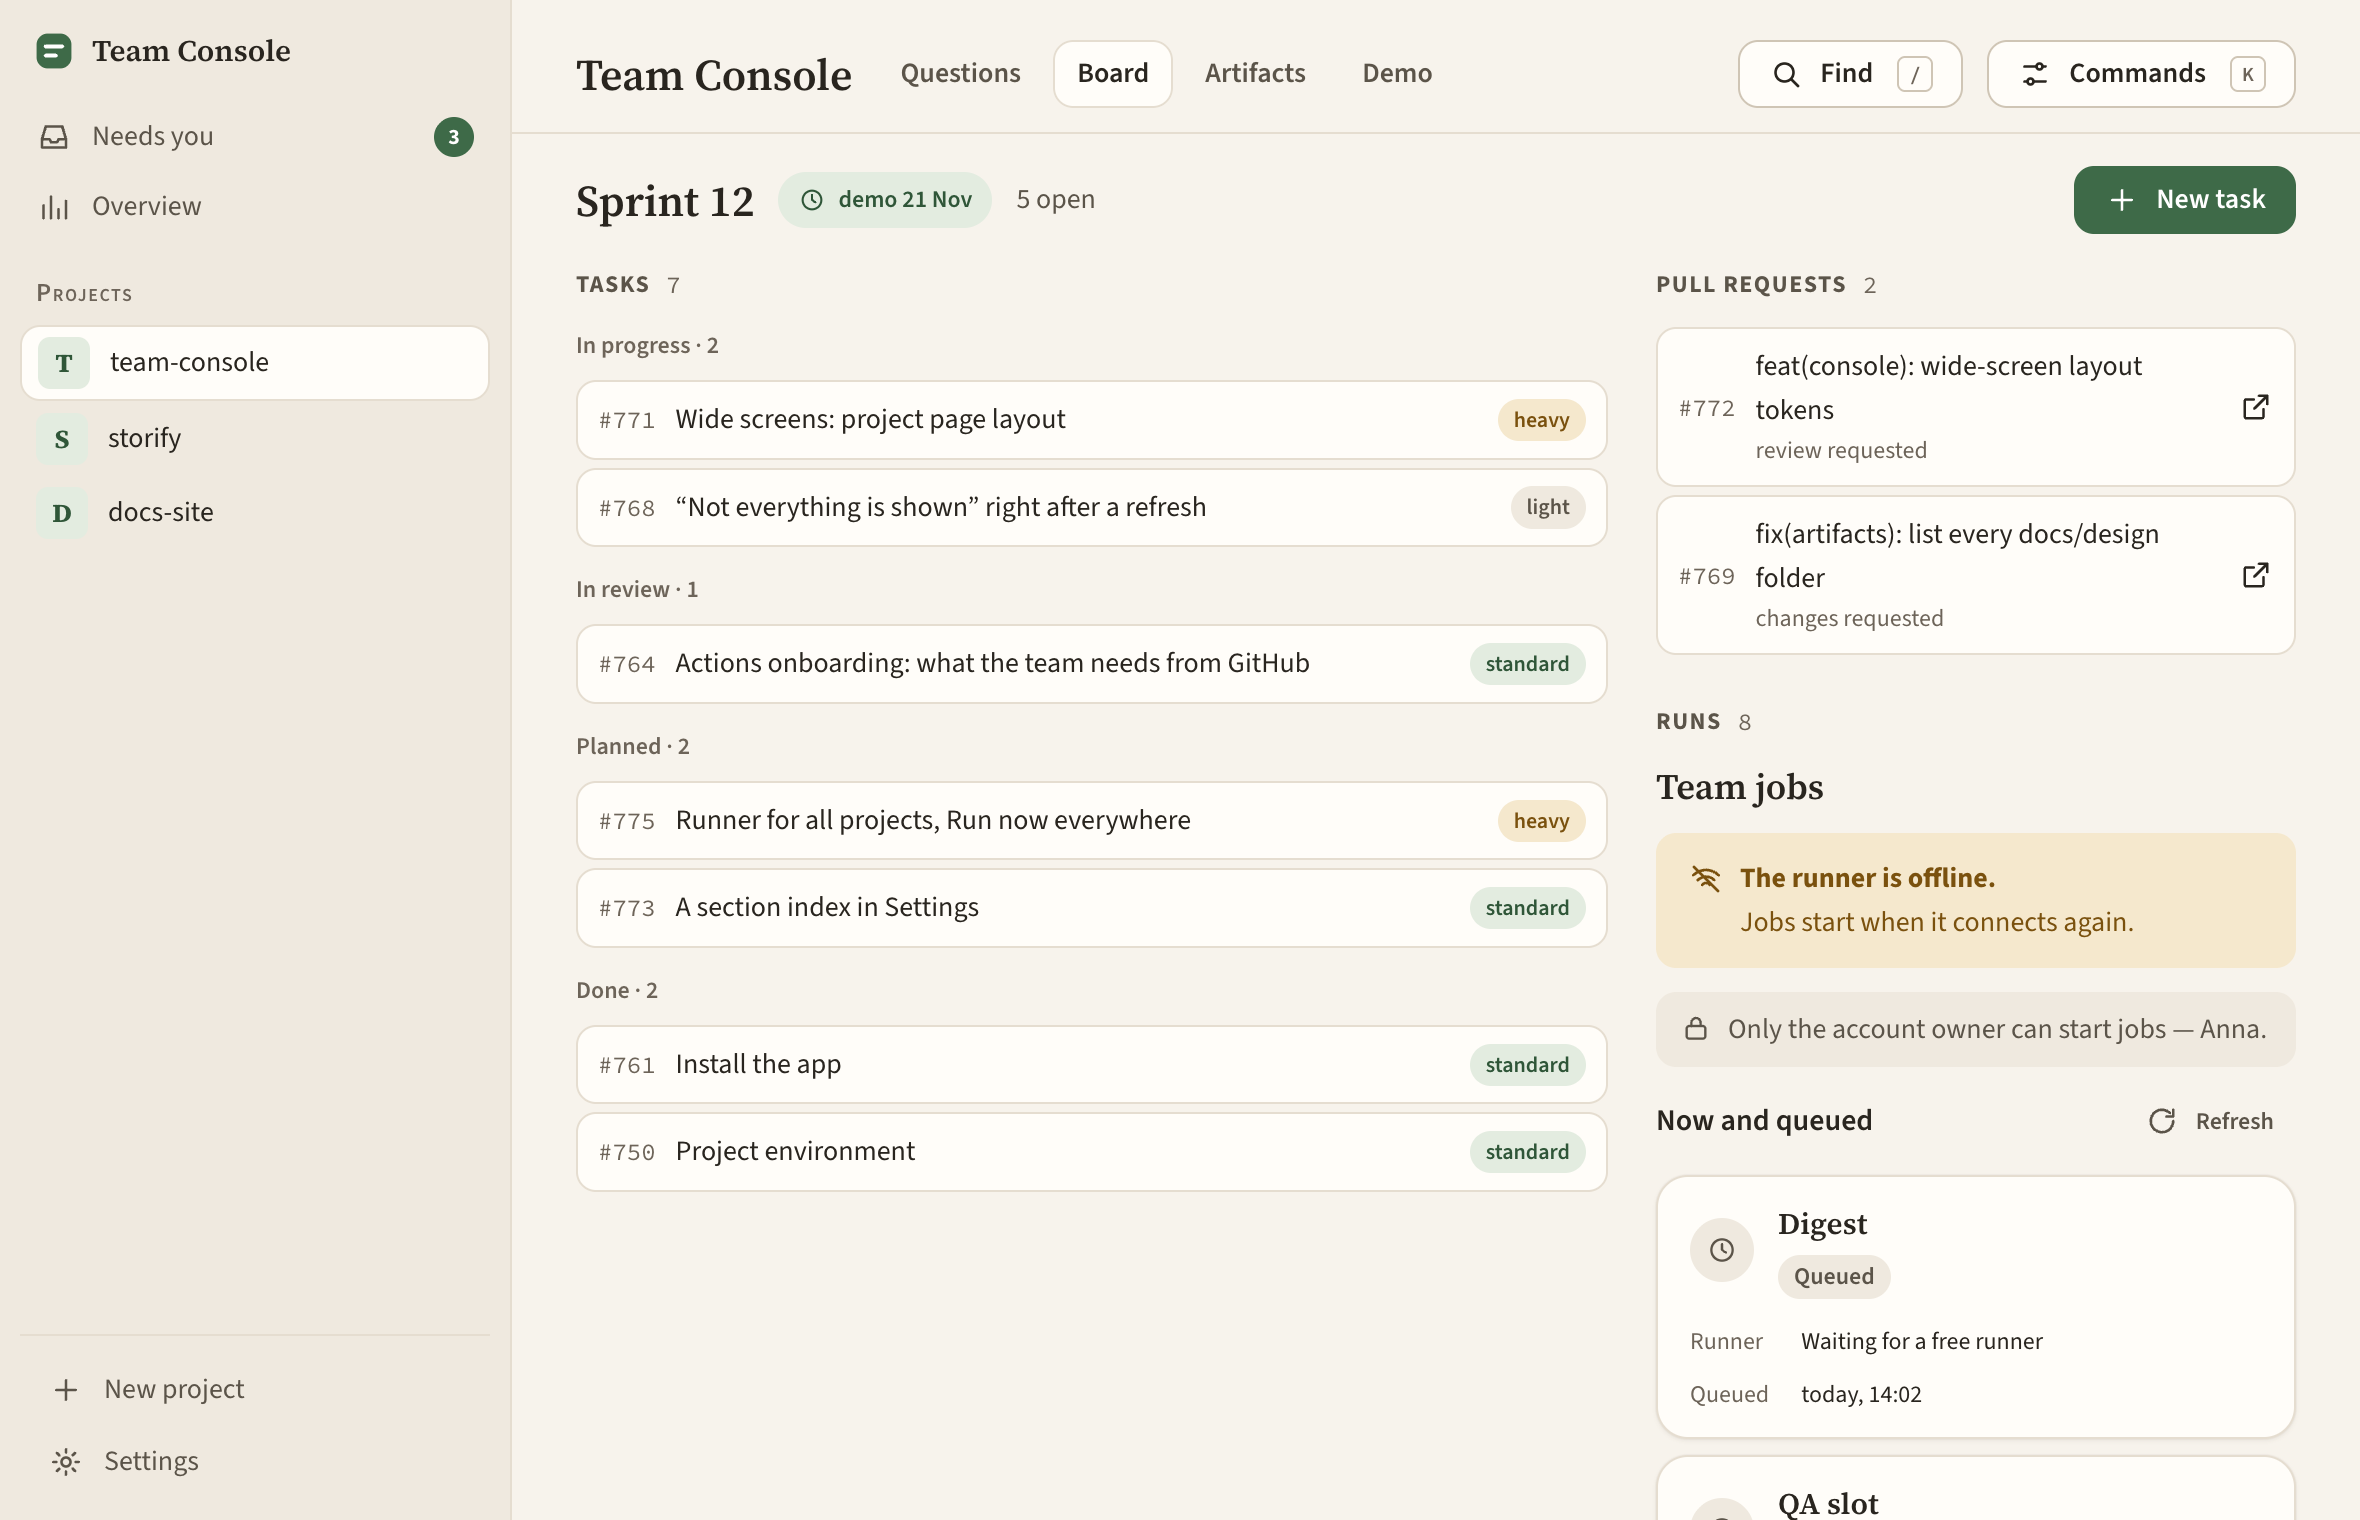 Team Console
Needs you 3
Overview
Projects
T team-console
S storify
D docs-site
New project
Settings
Team Console Questions Board Artifacts Demo Find / Commands K
Sprint 12 demo 21 Nov 5 open New task
TASKS 7
In progress · 2
#771 Wide screens: project page layout heavy
#768 “Not everything is shown” right after a refresh light
In review · 1
#764 Actions onboarding: what the team needs from GitHub standard
Planned · 2
#775 Runner for all projects, Run now everywhere heavy
#773 A section index in Settings standard
Done · 2
#761 Install the app standard
#750 Project environment standard
PULL REQUESTS 2
feat(console): wide-screen layout
#772 tokens
review requested
fix(artifacts): list every docs/design
#769 folder
changes requested
RUNS 8
Team jobs
The runner is offline.
Jobs start when it connects again.
Only the account owner can start jobs — Anna.
Now and queued Refresh
Digest
Queued
Runner Waiting for a free runner
Queued today, 14:02
QA slot